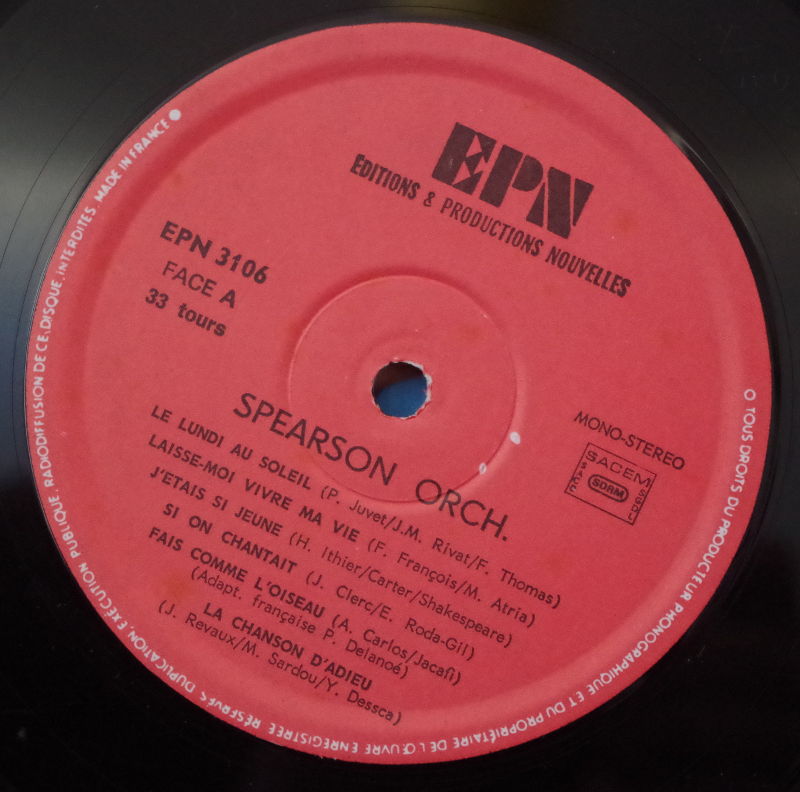 EPN
EDITIONS & PRODUCTIONS NOUVELLES
EPN 3106
FACE A
33 tours
MONO-STEREO
SACEM
SACD
SDRM
SGDL
SPEARSON ORCH.
LE LUNDI AU SOLEIL (P. Juvet/J.M. Rivat/F. Thomas)
LAISSE-MOI VIVRE MA VIE (F. François/M. Atria)
J'ETAIS SI JEUNE (H. Ithier/Carter/Shakespeare)
SI ON CHANTAIT (J. Clerc/E. Roda-Gil)
FAIS COMME L'OISEAU (A. Carlos/Jacafi)
(Adapt. française P. Delanoé)
LA CHANSON D'ADIEU
(J. Revaux/M. Sardou/Y. Dessca)
O TOUS DROITS DU PRODUCTEUR PHONOGRAPHIQUE ET DU PROPRIÉTAIRE DE L'ŒUVRE ENREGISTREE RÉSERVÉS DUPLICATION, EXÉCUTION PUBLIQUE, RADIODIFFUSION DE CE DISQUE, INTERDITES. MADE IN FRANCE